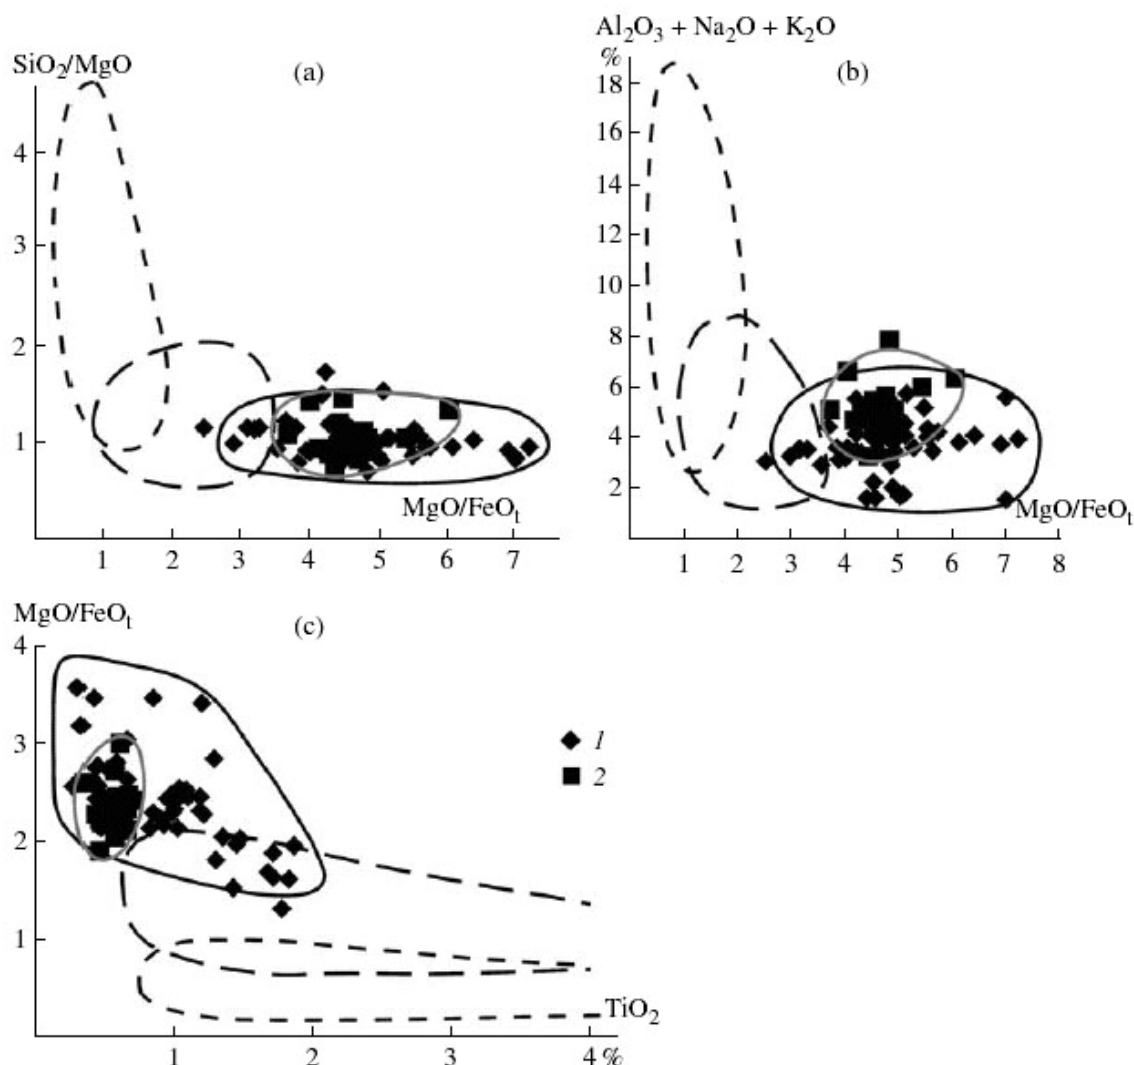 SiO₂/MgO
(a)
4
3
2
1
MgO/FeOₜ
1 2 3 4 5 6 7
Al₂O₃ + Na₂O + K₂O
%
(b)
18
16
14
12
10
8
6
4
2
MgO/FeOₜ
1 2 3 4 5 6 7 8
MgO/FeOₜ
(c)
4
3
2
1
1
2
TiO₂
1 2 3 4 %